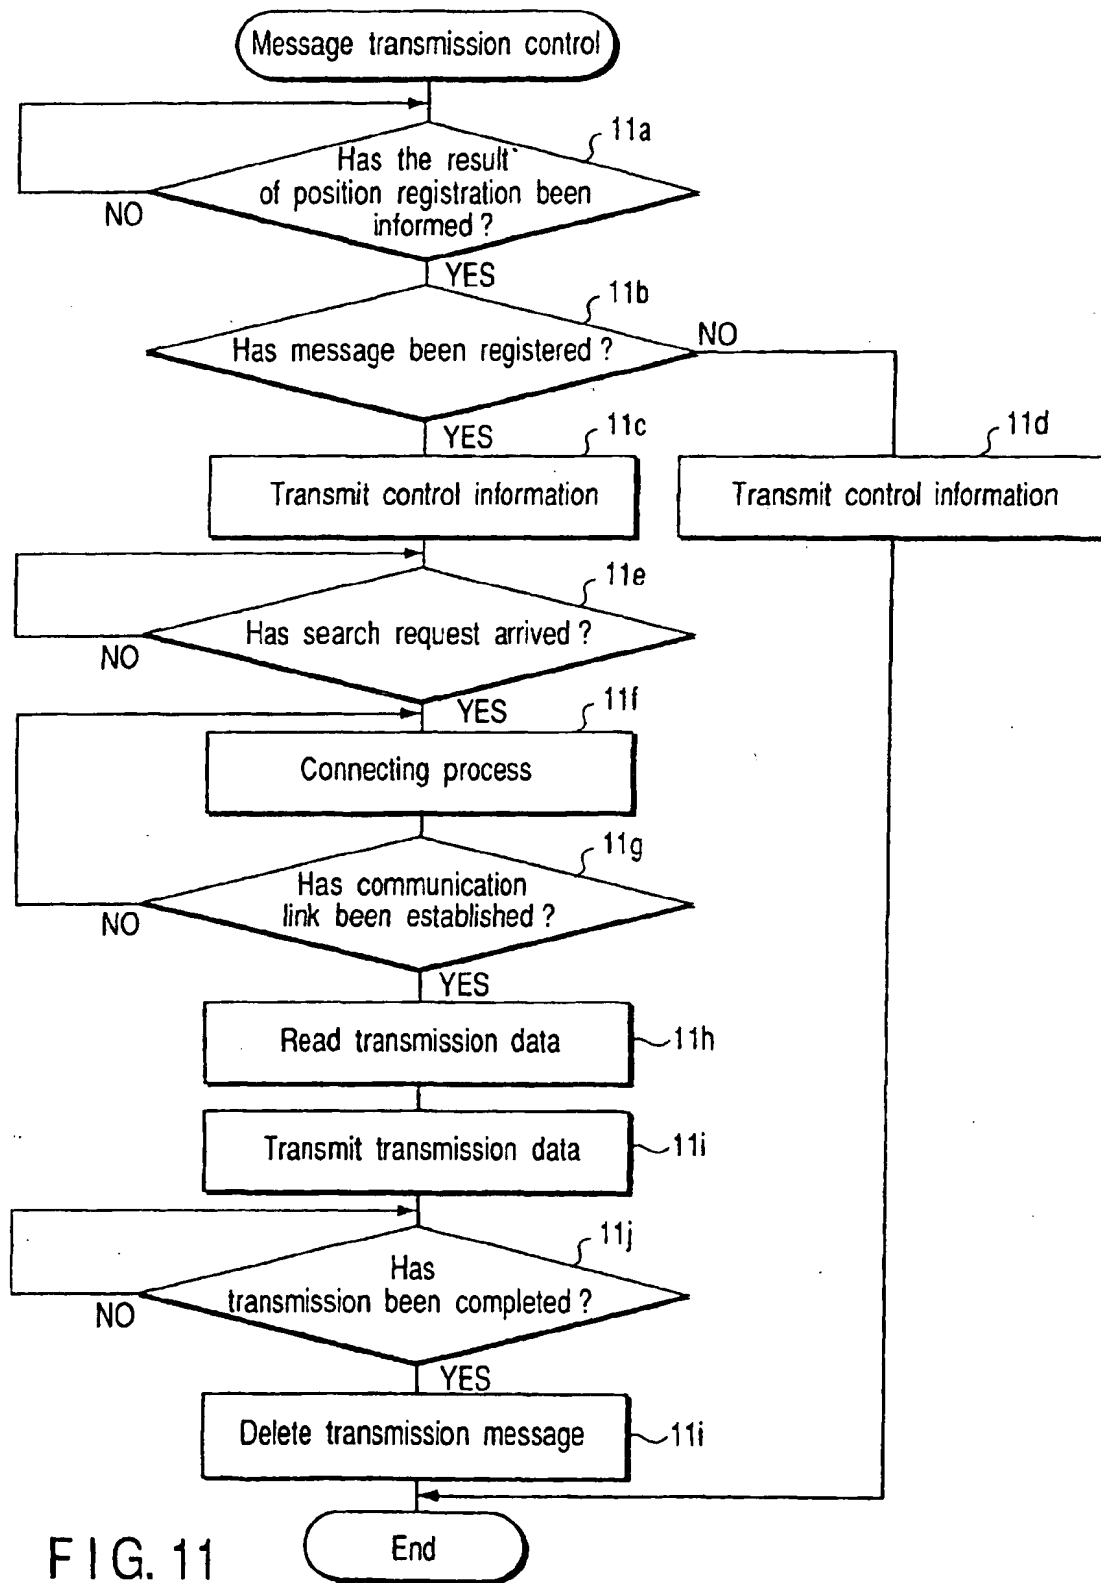 Message transmission control
11a
Has the result
of position registration been
informed ?
NO
YES
11b
Has message been registered ?
NO
YES
11c
11d
Transmit control information
Transmit control information
11e
Has search request arrived ?
NO
YES
11f
Connecting process
11g
Has communication
link been established ?
NO
YES
Read transmission data
11h
Transmit transmission data
11i
11j
Has
transmission been completed ?
NO
YES
Delete transmission message
11i
End
FIG. 11